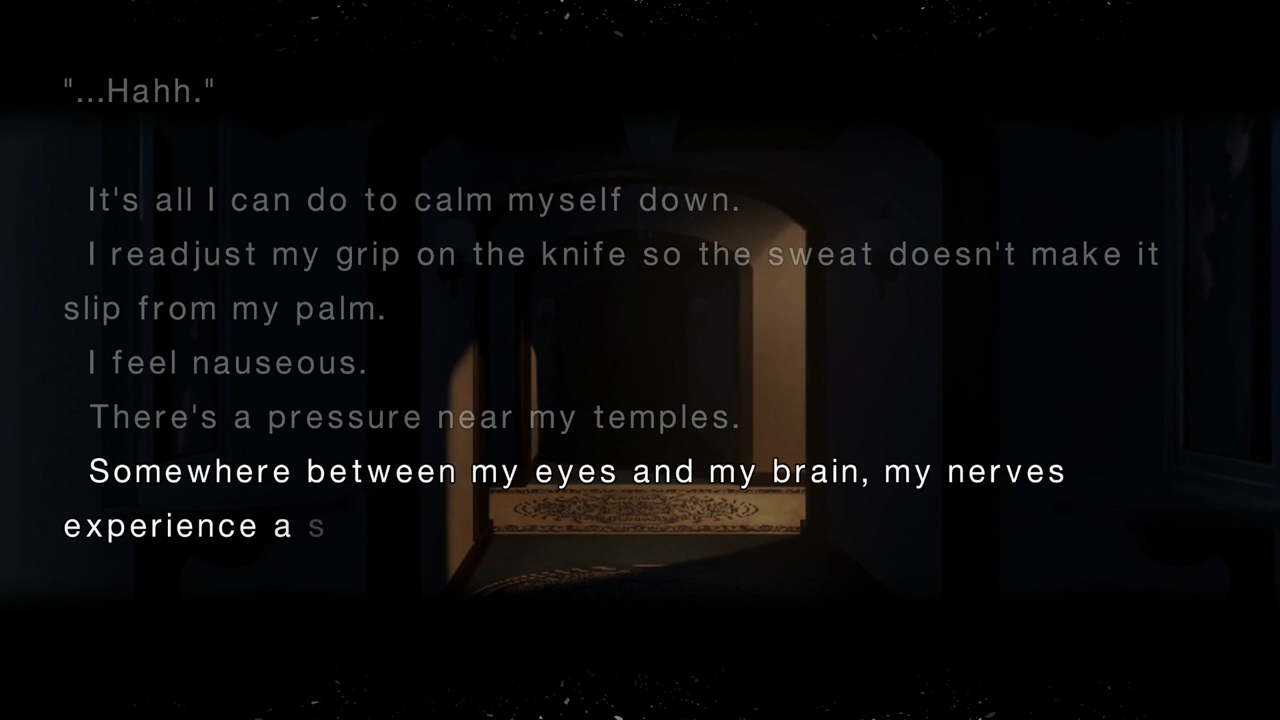 "...Hahh."
It's all I can do to calm myself down.
I readjust my grip on the knife so the sweat doesn't make it
slip from my palm.
I feel nauseous.
There's a pressure near my temples.
Somewhere between my eyes and my brain, my nerves
experience a s